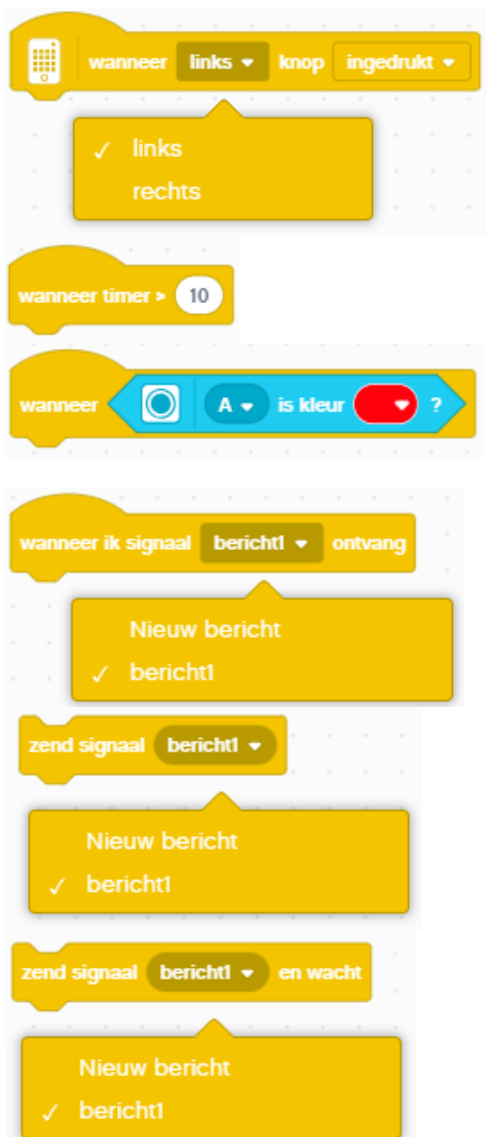 wanneer links knop ingedrukt
✓ links
rechts
wanneer timer > 10
wanneer A is kleur ?
wanneer ik signaal bericht1 ontvang
Nieuw bericht
✓ bericht1
zend signaal bericht1
Nieuw bericht
✓ bericht1
zend signaal bericht1 en wacht
Nieuw bericht
✓ bericht1